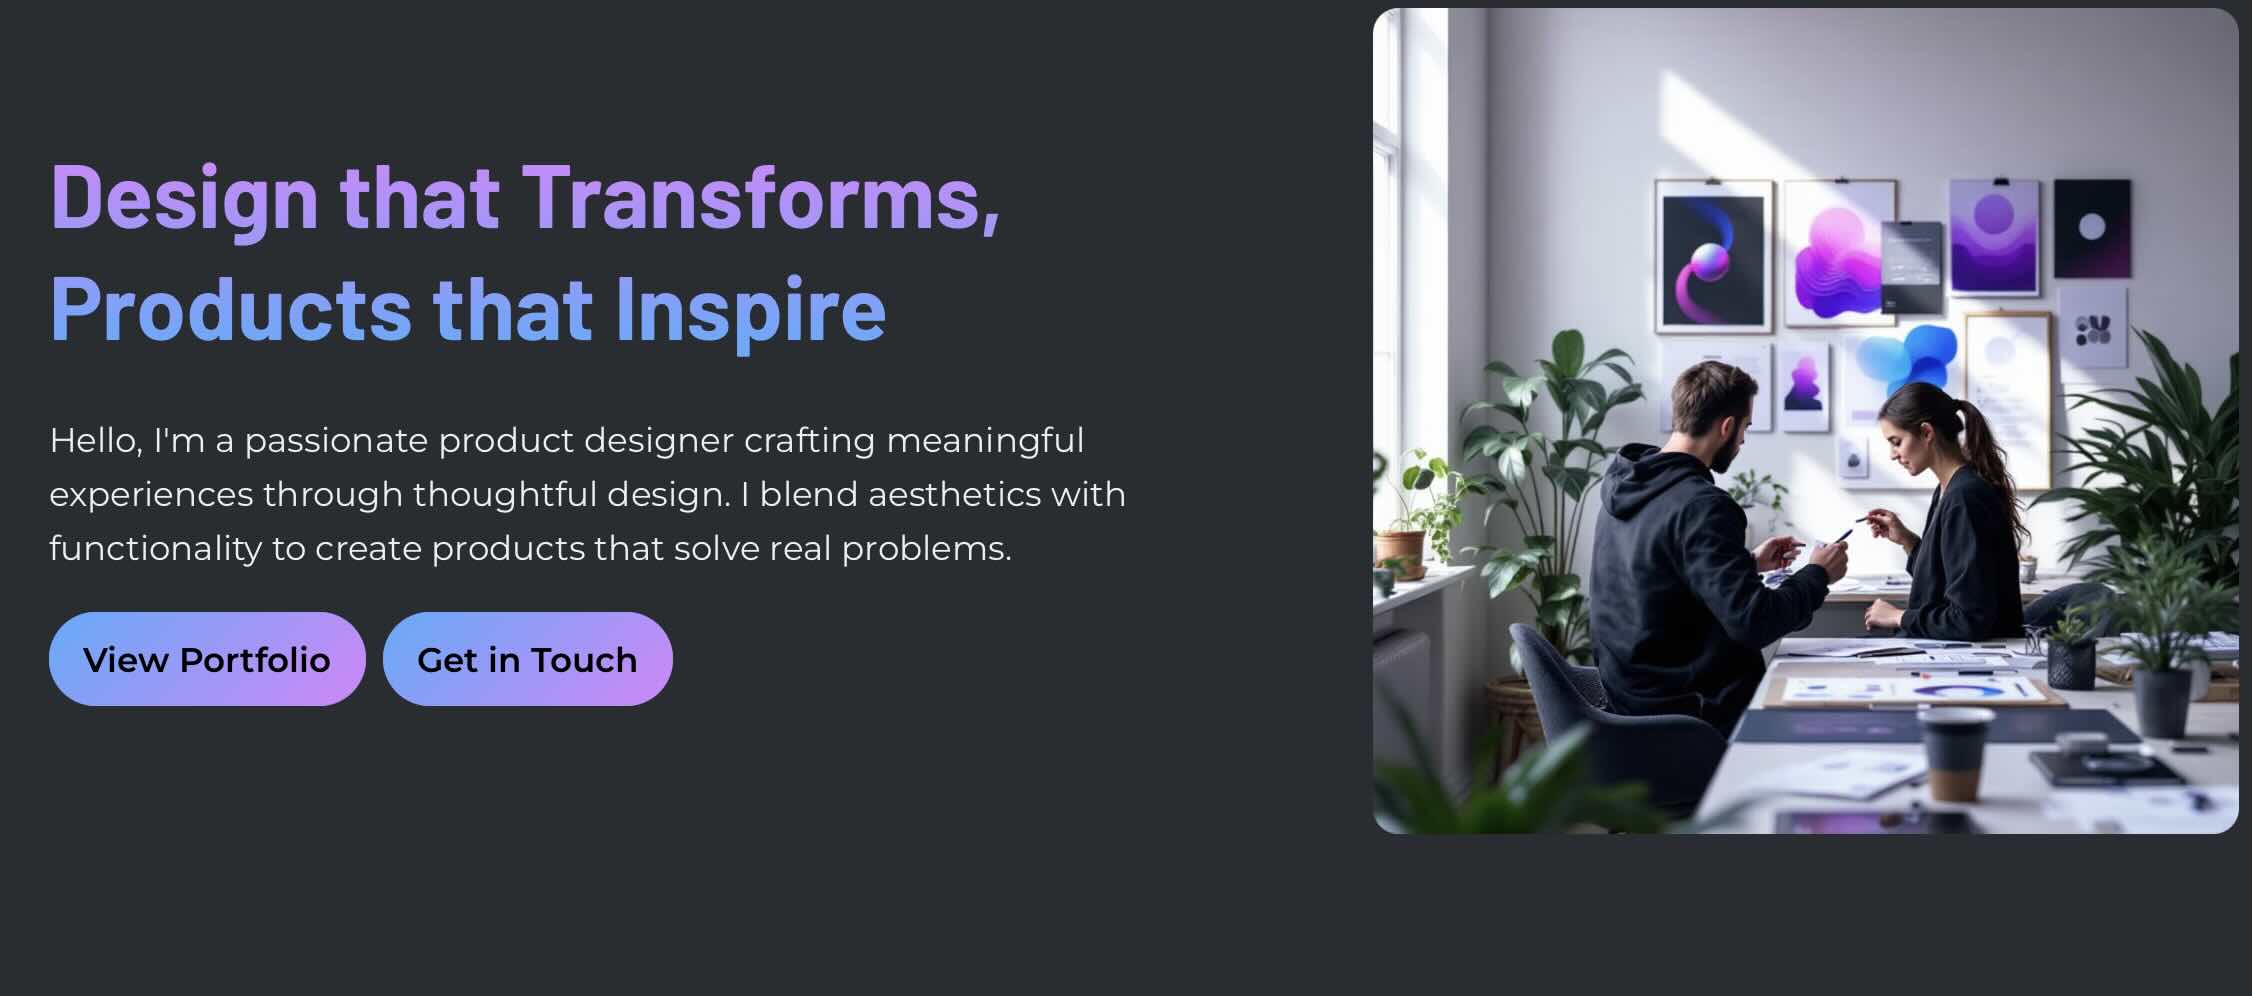 Design that Transforms,
Products that Inspire
Hello, I'm a passionate product designer crafting meaningful
experiences through thoughtful design. I blend aesthetics with
functionality to create products that solve real problems.
View Portfolio
Get in Touch